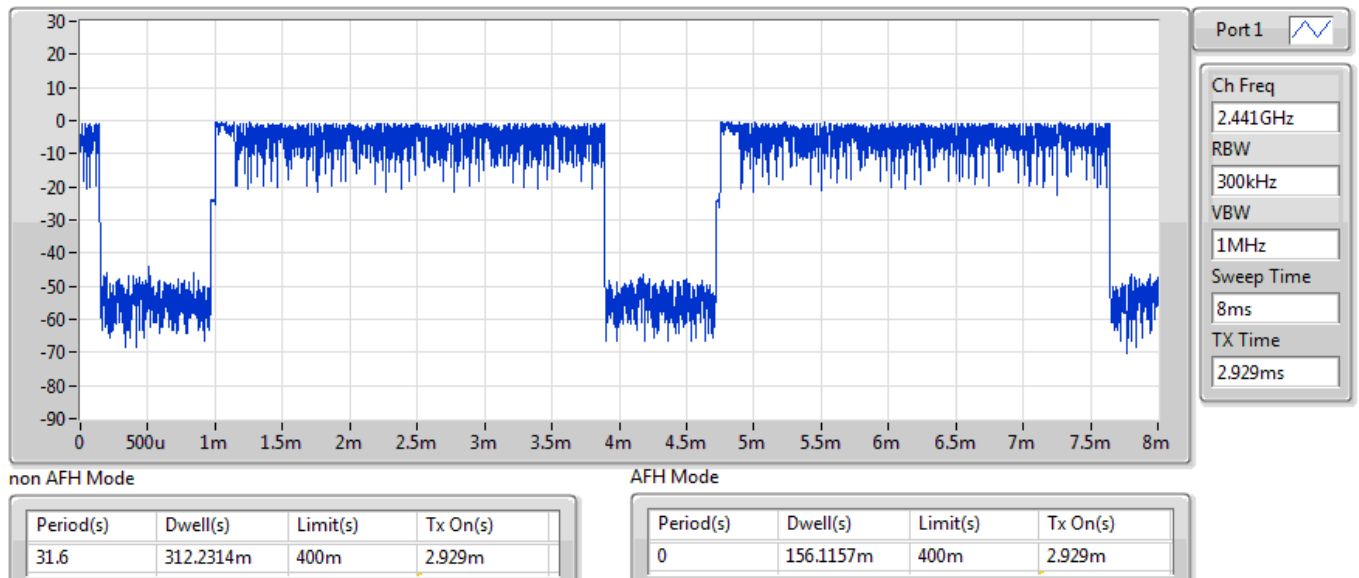 30
20
10
0
-10
-20
-30
-40
-50
-60
-70
-80
-90
0 500u 1m 1.5m 2m 2.5m 3m 3.5m 4m 4.5m 5m 5.5m 6m 6.5m 7m 7.5m 8m
Port 1
Ch Freq
2.441GHz
RBW
300kHz
VBW
1MHz
Sweep Time
8ms
TX Time
2.929ms
non AFH Mode
Period(s) Dwell(s) Limit(s) Tx On(s)
31.6 312.2314m 400m 2.929m
AFH Mode
Period(s) Dwell(s) Limit(s) Tx On(s)
0 156.1157m 400m 2.929m